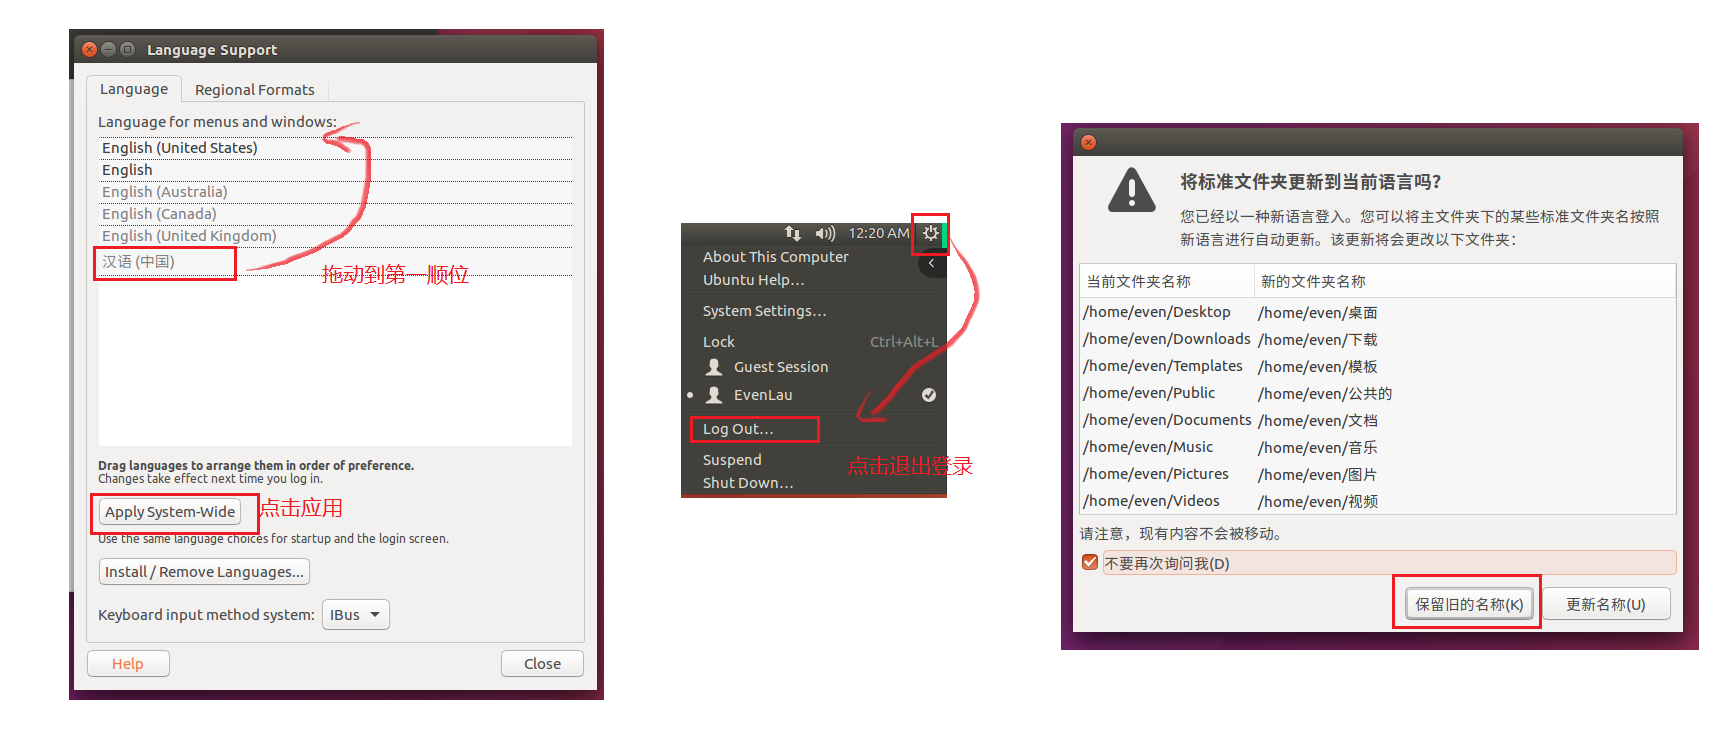 Language Support
Language
Regional Formats
Language for menus and windows:
English (United States)
English
English (Australia)
English (Canada)
English (United Kingdom)
汉语 (中国)
拖动到第一顺位
Drag languages to arrange them in order of preference.
Changes take effect next time you log in.
Apply System-Wide
点击应用
Use the same language choices for startup and the login screen.
Install / Remove Languages...
Keyboard input method system: IBus
Help
Close
12:20 AM
About This Computer
Ubuntu Help...
System Settings...
Lock Ctrl+Alt+L
Guest Session
EvenLau
Log Out...
点击退出登录
Suspend
Shut Down...
将标准文件夹更新到当前语言吗?
您已经以一种新语言登入。您可以将主文件夹下的某些标准文件夹名按照
新语言进行自动更新。该更新将会更改以下文件夹：
当前文件夹名称 新的文件夹名称
/home/even/Desktop /home/even/桌面
/home/even/Downloads /home/even/下载
/home/even/Templates /home/even/模板
/home/even/Public /home/even/公共的
/home/even/Documents /home/even/文档
/home/even/Music /home/even/音乐
/home/even/Pictures /home/even/图片
/home/even/Videos /home/even/视频
请注意，现有内容不会被移动。
不要再次询问我(D)
保留旧的名称(K)
更新名称(U)